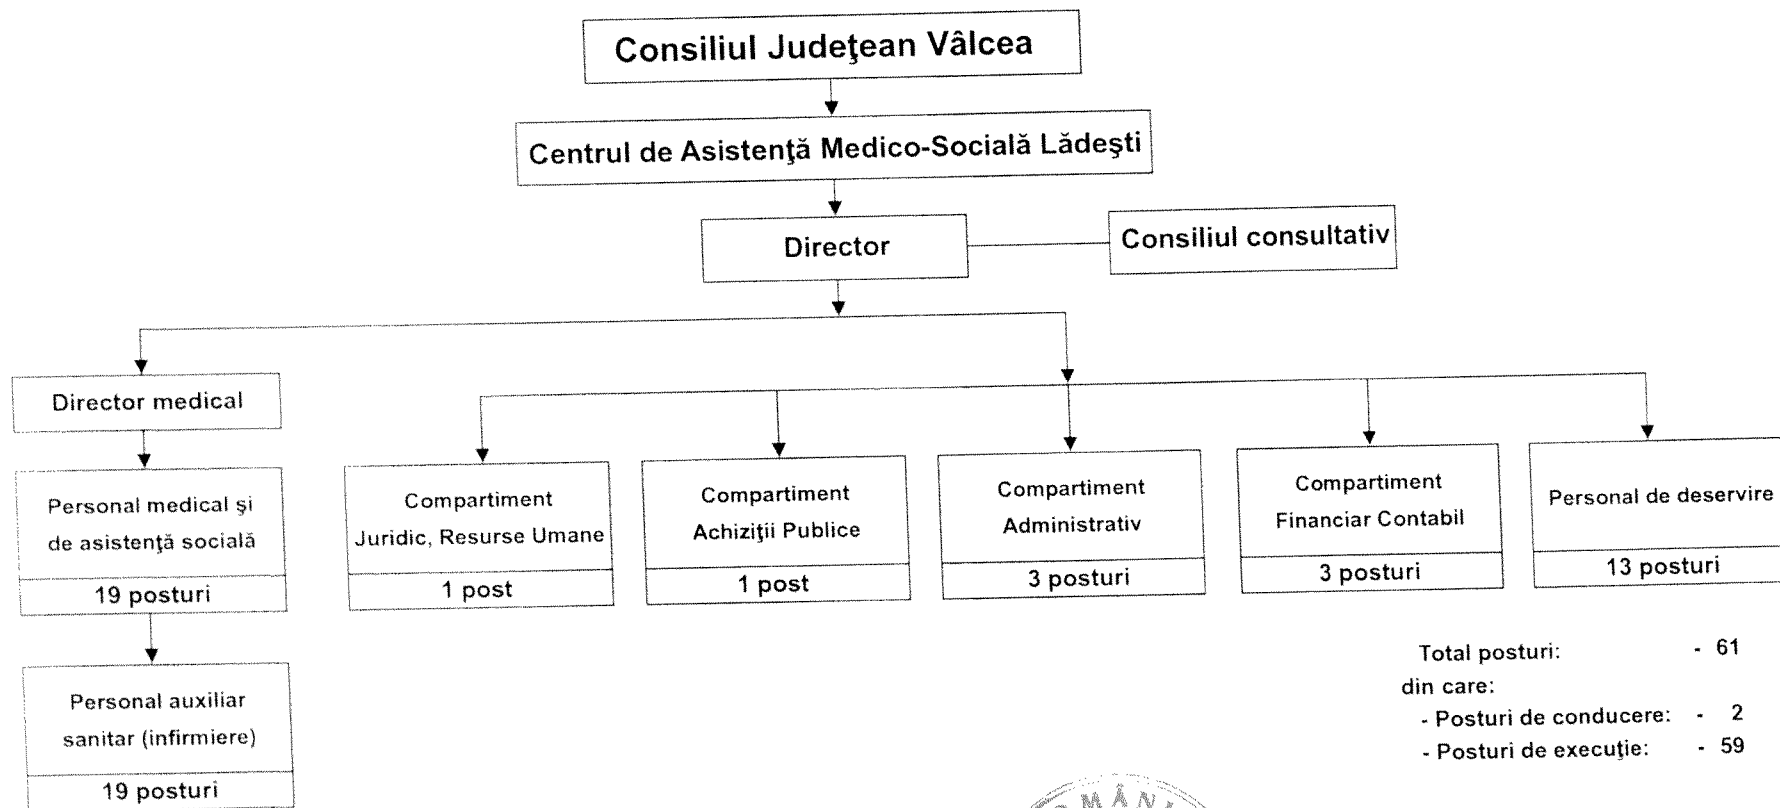 Consiliul Judeţean Vâlcea
Centrul de Asistenţă Medico-Socială Lădeşti
Director
Consiliul consultativ
Director medical
Personal medical şi
de asistenţă socială
19 posturi
Personal auxiliar
sanitar (infirmiere)
19 posturi
Compartiment
Juridic, Resurse Umane
1 post
Compartiment
Achiziţii Publice
1 post
Compartiment
Administrativ
3 posturi
Compartiment
Financiar Contabil
3 posturi
Personal de deservire
13 posturi
Total posturi: - 61
din care:
- Posturi de conducere: - 2
- Posturi de execuţie: - 59